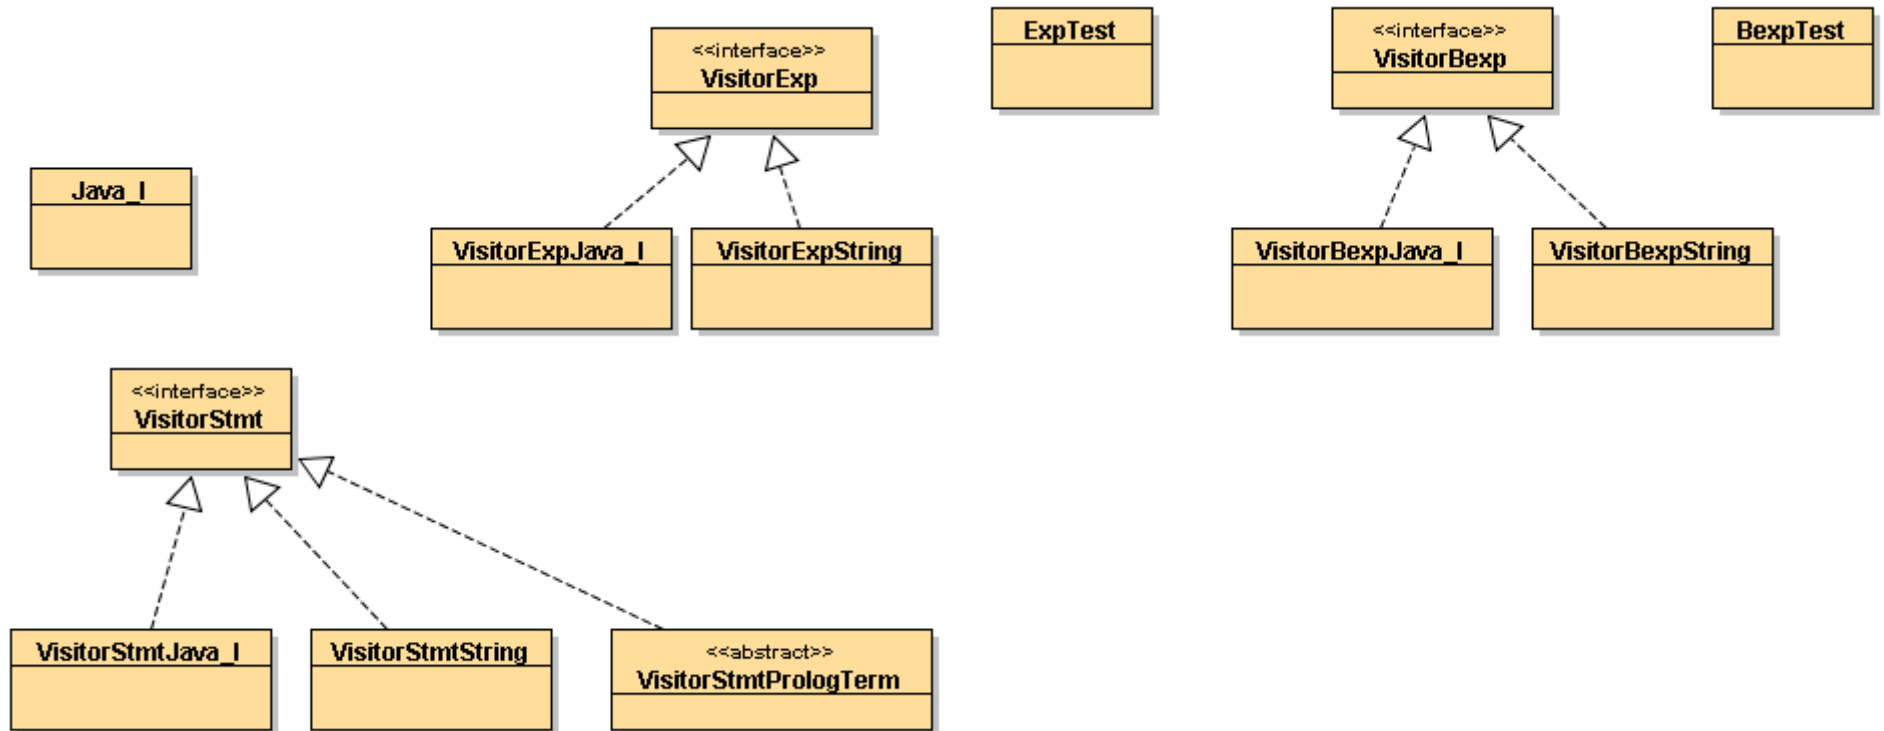 <<interface>>
VisitorExp
ExpTest
<<interface>>
VisitorBexp
BexpTest
Java_I
VisitorExpJava_I
VisitorExpString
VisitorBexpJava_I
VisitorBexpString
<<interface>>
VisitorStmt
VisitorStmtJava_I
VisitorStmtString
<<abstract>>
VisitorStmtPrologTerm